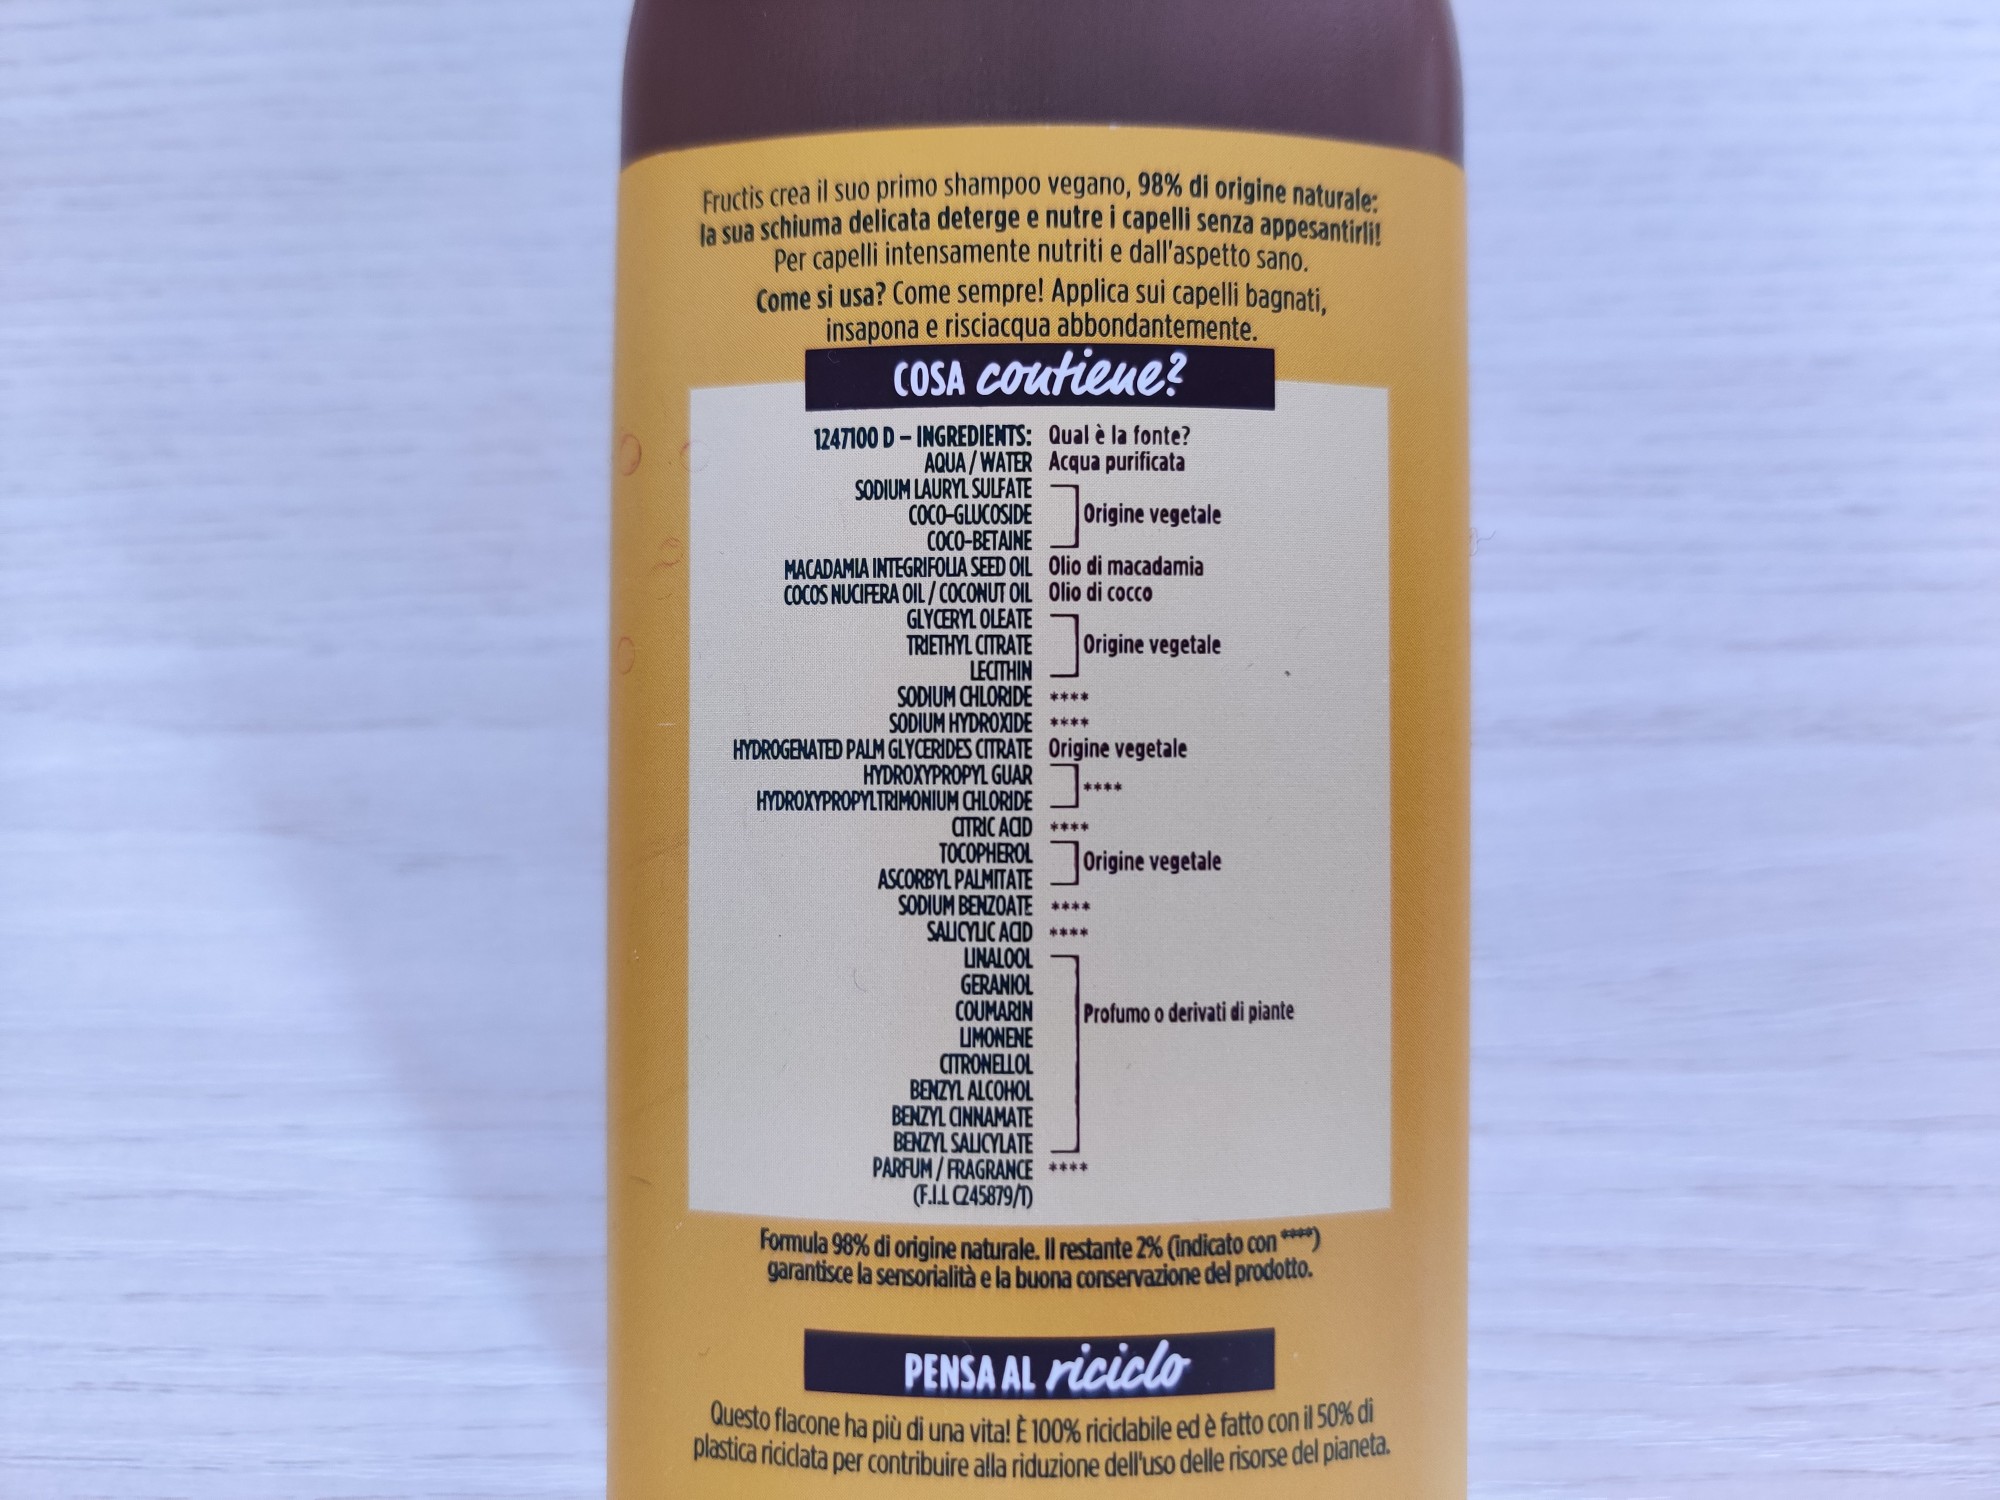 Fructis crea il suo primo shampoo vegano, 98% di origine naturale:
la sua schiuma delicata deterge e nutre i capelli senza appesantirli!
Per capelli intensamente nutriti e dall'aspetto sano.
Come si usa? Come sempre! Applica sui capelli bagnati,
insapona e risciacqua abbondantemente.
COSA contiene?
1247100 D – INGREDIENTS: Qual è la fonte?
AQUA / WATER Acqua purificata
SODIUM LAURYL SULFATE
COCO-GLUCOSIDE Origine vegetale
COCO-BETAINE
MACADAMIA INTEGRIFOLIA SEED OIL Olio di macadamia
COCOS NUCIFERA OIL / COCONUT OIL Olio di cocco
GLYCERYL OLEATE
TRIETHYL CITRATE Origine vegetale
LECITHIN
SODIUM CHLORIDE ****
SODIUM HYDROXIDE ****
HYDROGENATED PALM GLYCERIDES CITRATE Origine vegetale
HYDROXYPROPYL GUAR
HYDROXYPROPYLTRIMONIUM CHLORIDE ****
CITRIC ACID ****
TOCOPHEROL Origine vegetale
ASCORBYL PALMITATE
SODIUM BENZOATE ****
SALICYLIC ACID ****
LINALOOL
GERANIOL
COUMARIN Profumo o derivati di piante
LIMONENE
CITRONELLOL
BENZYL ALCOHOL
BENZYL CINNAMATE
BENZYL SALICYLATE
PARFUM / FRAGRANCE ****
(F.I.L C245879/1)
Formula 98% di origine naturale. Il restante 2% (indicato con ****)
garantisce la sensorialità e la buona conservazione del prodotto.
PENSA AL riciclo
Questo flacone ha più di una vita! È 100% riciclabile ed è fatto con il 50% di
plastica riciclata per contribuire alla riduzione dell'uso delle risorse del pianeta.